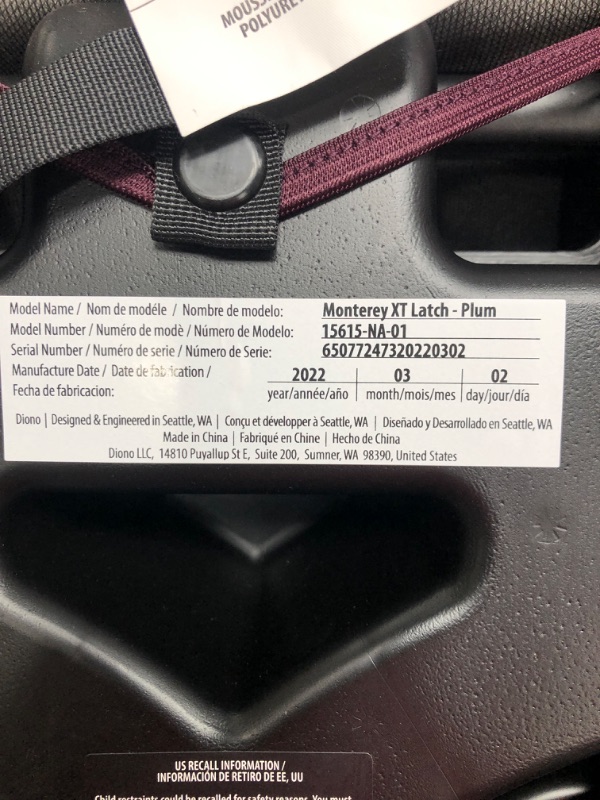 MOUSS
POLYURE
Model Name / Nom de modéle / Nombre de modelo: Monterey XT Latch - Plum
Model Number / Numéro de modè / Número de Modelo: 15615-NA-01
Serial Number / Numéro de serie / Número de Serie: 65077247320220302
Manufacture Date / Date de fabrication / 2022 03 02
Fecha de fabricacion: year/année/año month/mois/mes day/jour/día
Diono | Designed & Engineered in Seattle, WA | Conçu et développer à Seattle, WA | Diseñado y Desarrollado en Seattle, WA
Made in China | Fabriqué en Chine | Hecho de China
Diono LLC, 14810 Puyallup St E, Suite 200, Sumner, WA 98390, United States
US RECALL INFORMATION /
INFORMACIÓN DE RETIRO DE EE, UU
Child restraints could be recalled for safety reasons. You must